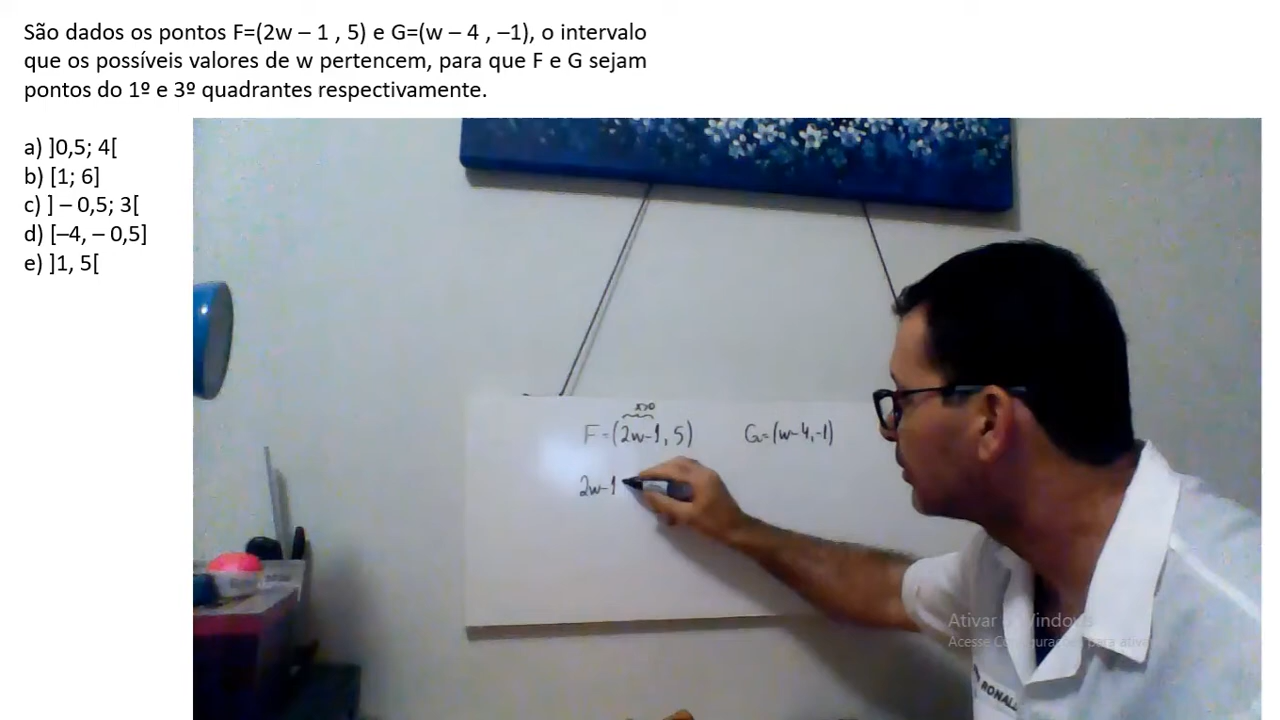 São dados os pontos F=(2w – 1 , 5) e G=(w – 4 , –1), o intervalo
que os possíveis valores de w pertencem, para que F e G sejam
pontos do 1º e 3º quadrantes respectivamente.
a) ]0,5; 4[
b) [1; 6]
c) ] – 0,5; 3[
d) [–4, – 0,5]
e) ]1, 5[
x>0
F=(2w-1,5) G=(w-4,-1)
2w-1
Ativar o Windows